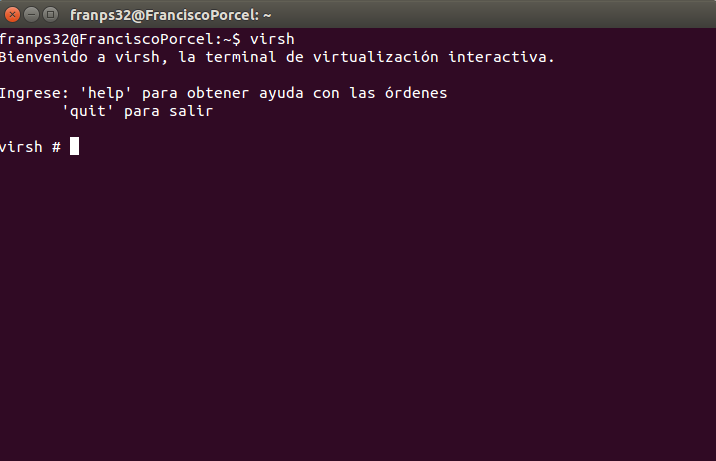 franps32@FranciscoPorcel: ~
franps32@FranciscoPorcel:~$ virsh
Bienvenido a virsh, la terminal de virtualización interactiva.
Ingrese: 'help' para obtener ayuda con las órdenes
'quit' para salir
virsh #